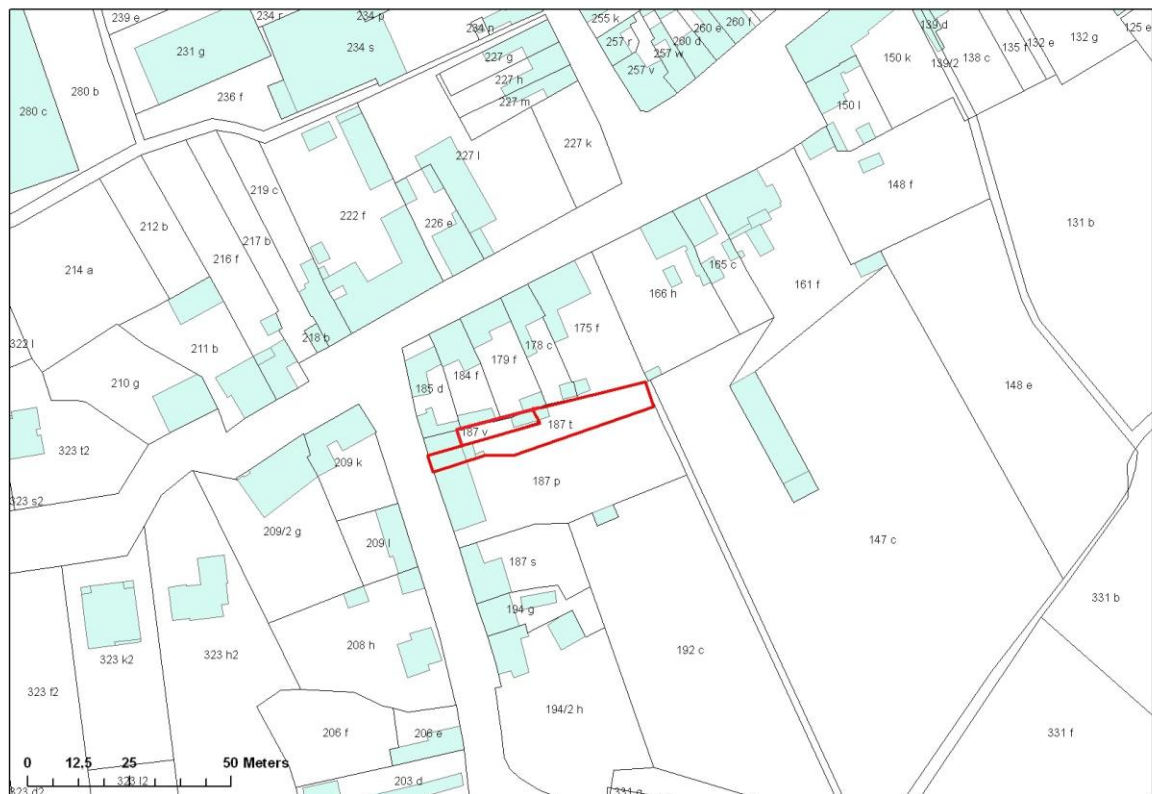 239 e
234 r
234 p
234 n
255 k
260 e
260 f
139 d
132 e
132 g
125 e
231 g
234 s
227 g
257 r
260 d
257 w
257 v
150 k
139/2
138 c
135 f
280 c
280 b
236 f
227 h
227 m
150 l
227 l
227 k
148 f
219 c
222 f
226 e
212 b
217 b
216 f
131 b
214 a
165 c
161 f
166 h
322 l
211 b
218 b
175 f
178 c
179 f
184 f
185 d
210 g
148 e
323 t2
187 t
187 v
209 k
187 p
323 s2
209/2 g
209 l
147 c
187 s
331 b
194 g
208 h
323 k2
323 h2
192 c
323 f2
194/2 h
206 f
206 e
331 f
0 12,5 25 50 Meters
323 l2
203 d
323 d2